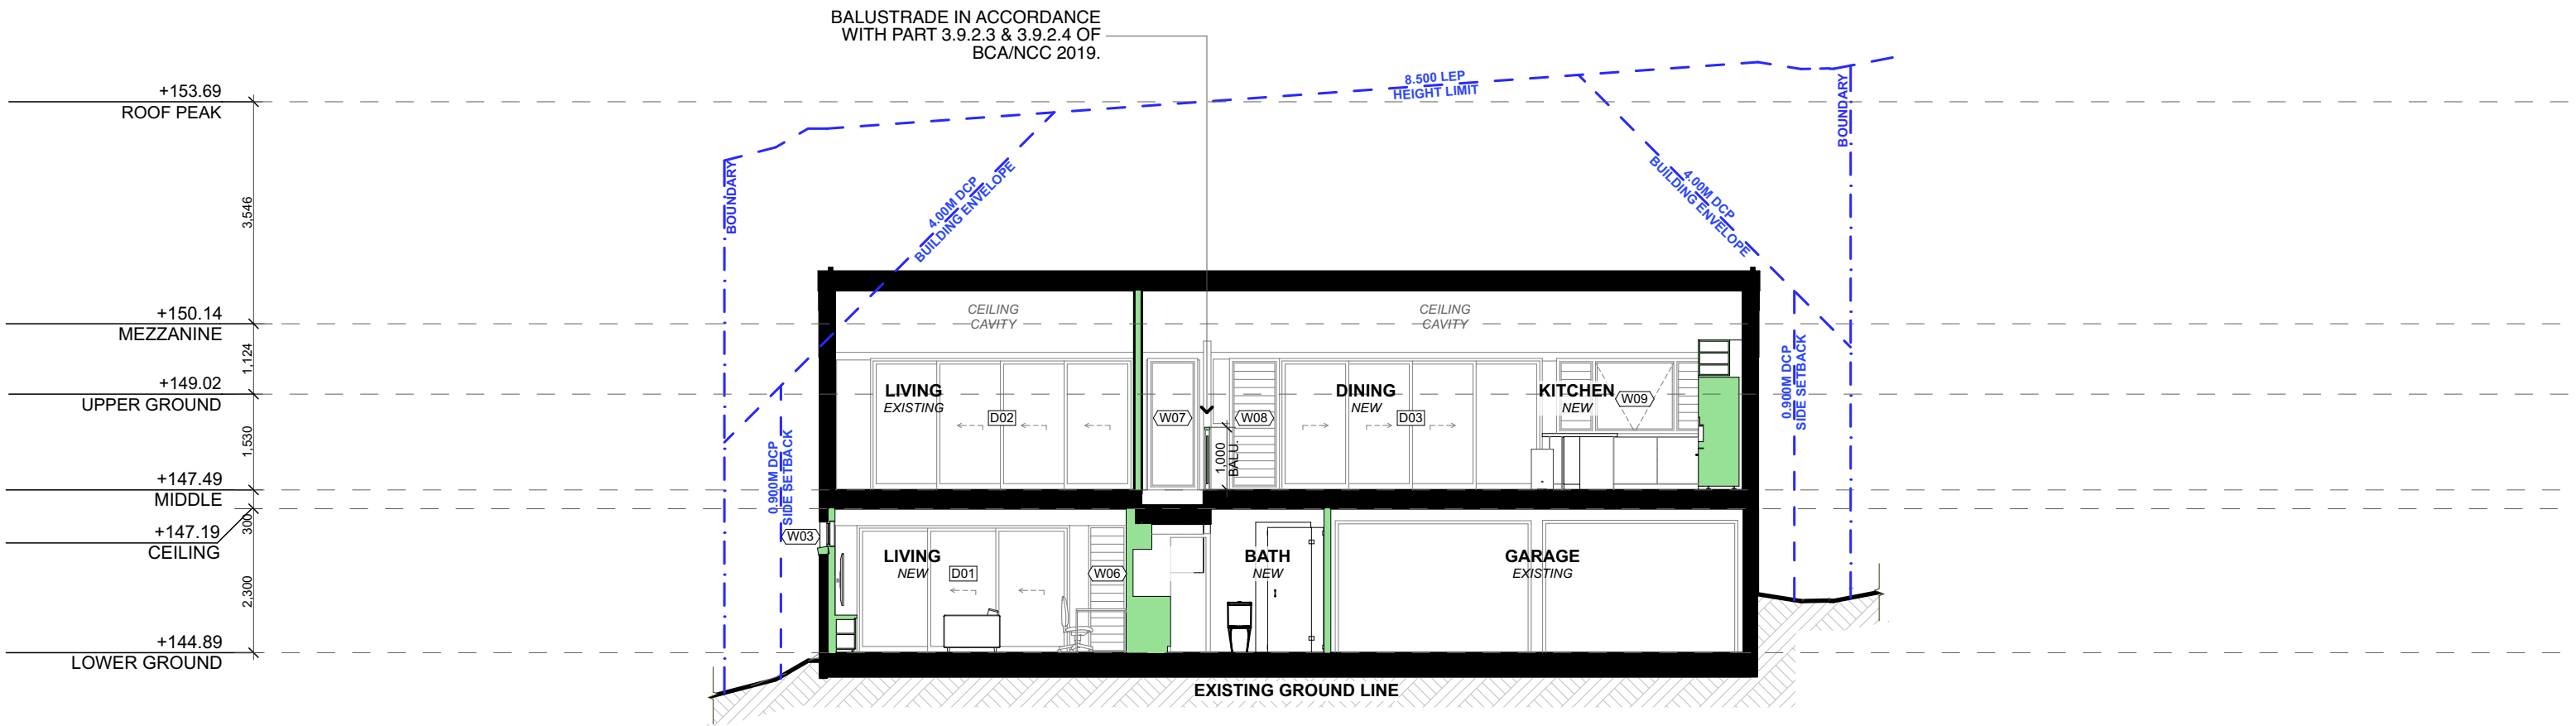 BALUSTRADE IN ACCORDANCE
WITH PART 3.9.2.3 & 3.9.2.4 OF
BCA/NCC 2019.
+153.69
ROOF PEAK
3,546
+150.14
MEZZANINE
1,124
+149.02
UPPER GROUND
1,530
+147.49
MIDDLE
300
+147.19
CEILING
2,300
+144.89
LOWER GROUND
8.500 LEP
HEIGHT LIMIT
BOUNDARY
4.00M DCP
BUILDING ENVELOPE
0.900M DCP
SIDE SETBACK
4.00M DCP
BUILDING ENVELOPE
BOUNDARY
0.900M DCP
SIDE SETBACK
CEILING
CAVITY
CEILING
CAVITY
LIVING
EXISTING
D02
W07
1,000
BALU.
W08
DINING
NEW
D03
KITCHEN
NEW
W09
W03
LIVING
NEW
D01
W06
BATH
NEW
GARAGE
EXISTING
EXISTING GROUND LINE